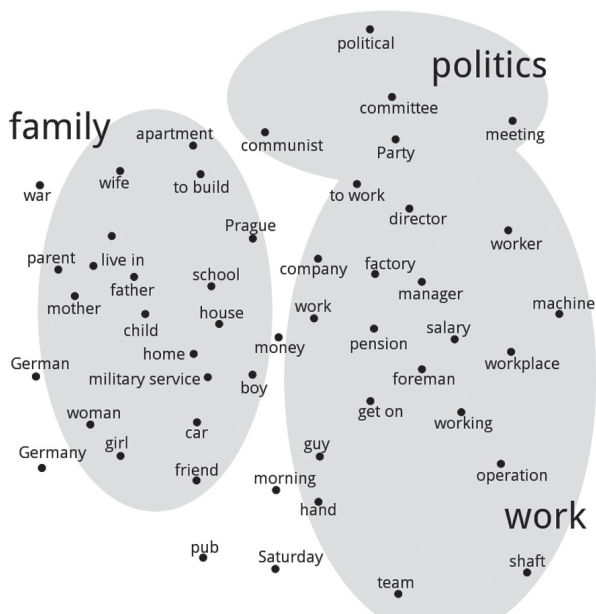 political
politics
committee
family
apartment
communist
meeting
Party
wife
to build
war
to work
director
Prague
worker
parent
live in
company
factory
school
father
manager
mother
house
work
machine
child
salary
pension
money
home
workplace
German
military service
foreman
boy
woman
get on
working
car
girl
guy
Germany
friend
morning
operation
hand
work
pub
Saturday
shaft
team